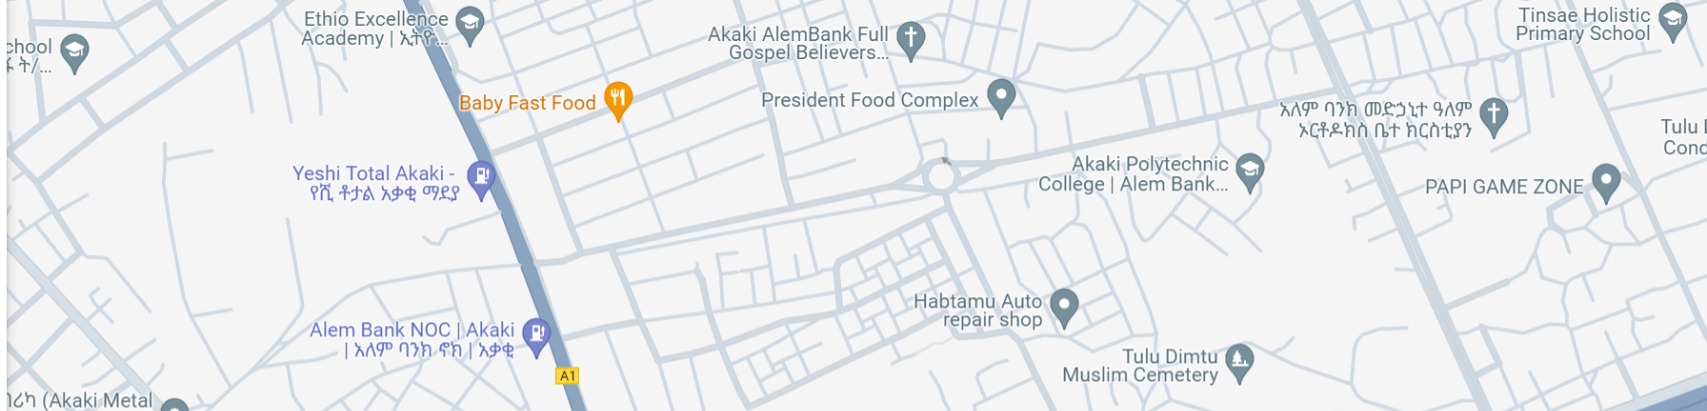 Ethio Excellence
Academy | ኢትዮ...
chool
ት/...
Akaki AlemBank Full
Gospel Believers...
Tinsae Holistic
Primary School
Baby Fast Food
President Food Complex
አለም ባንክ መድኃኒት ዓለም
ኦርቶዶክስ ቤተ ክርስቲያን
Tulu
Cond
Yeshi Total Akaki -
የሺ ቶታል አቃቂ ማደያ
Akaki Polytechnic
College | Alem Bank...
PAPI GAME ZONE
Habtamu Auto
repair shop
Alem Bank NOC | Akaki
| አለም ባንክ ኖክ | አቃቂ
Tulu Dimtu
Muslim Cemetery
A1
(Akaki Metal